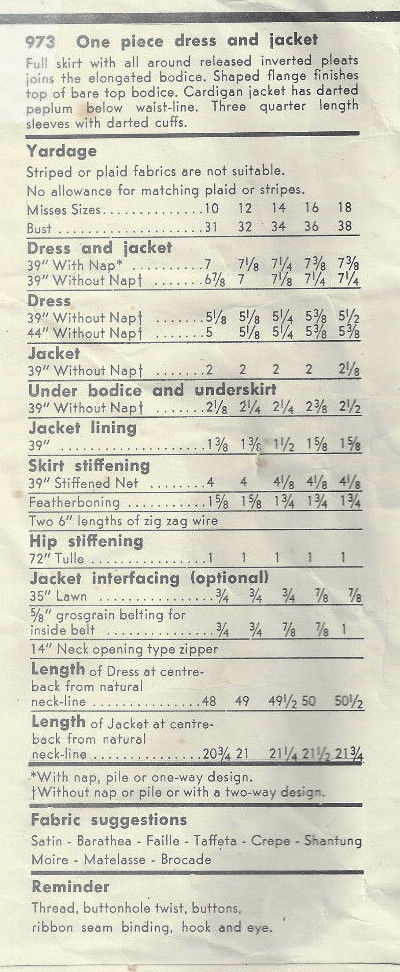 973 One piece dress and jacket
Full skirt with all around released inverted pleats
joins the elongated bodice. Shaped flange finishes
top of bare top bodice. Cardigan jacket has darted
peplum below waist-line. Three quarter length
sleeves with darted cuffs.
Yardage
Striped or plaid fabrics are not suitable.
No allowance for matching plaid or stripes.
Misses Sizes..............10 12 14 16 18
Bust ......................31 32 34 36 38
Dress and jacket
39" With Nap* ..........7 7⅛ 7¼ 7⅜ 7⅜
39" Without Nap† .......6⅞ 7 7⅛ 7¼ 7¼
Dress
39" Without Nap† .......5⅛ 5⅛ 5¼ 5⅜ 5½
44" Without Nap† .......5 5⅛ 5¼ 5⅜ 5⅜
Jacket
39" Without Nap† .......2 2 2 2 2⅛
Under bodice and underskirt
39" Without Nap† .......2⅛ 2¼ 2¼ 2⅜ 2½
Jacket lining
39" ....................1⅜ 1⅜ 1½ 1⅝ 1⅝
Skirt stiffening
39" Stiffened Net ........4 4 4⅛ 4⅛ 4⅛
Featherboning ...........1⅝ 1⅝ 1¾ 1¾ 1¾
Two 6" lengths of zig zag wire
Hip stiffening
72" Tulle ................1 1 1 1 1
Jacket interfacing (optional)
35" Lawn ................¾ ¾ ¾ ⅞ ⅞
⅝" grosgrain belting for
inside belt ...............¾ ¾ ⅞ ⅞ 1
14" Neck opening type zipper
Length of Dress at centre-
back from natural
neck-line ...............48 49 49½ 50 50½
Length of Jacket at centre-
back from natural
neck-line ...............20¾ 21 21¼ 21½ 21¾
*With nap, pile or one-way design.
†Without nap or pile or with a two-way design.
Fabric suggestions
Satin - Barathea - Faille - Taffeta - Crepe - Shantung
Moire - Matelasse - Brocade
Reminder
Thread, buttonhole twist, buttons,
ribbon seam binding, hook and eye.